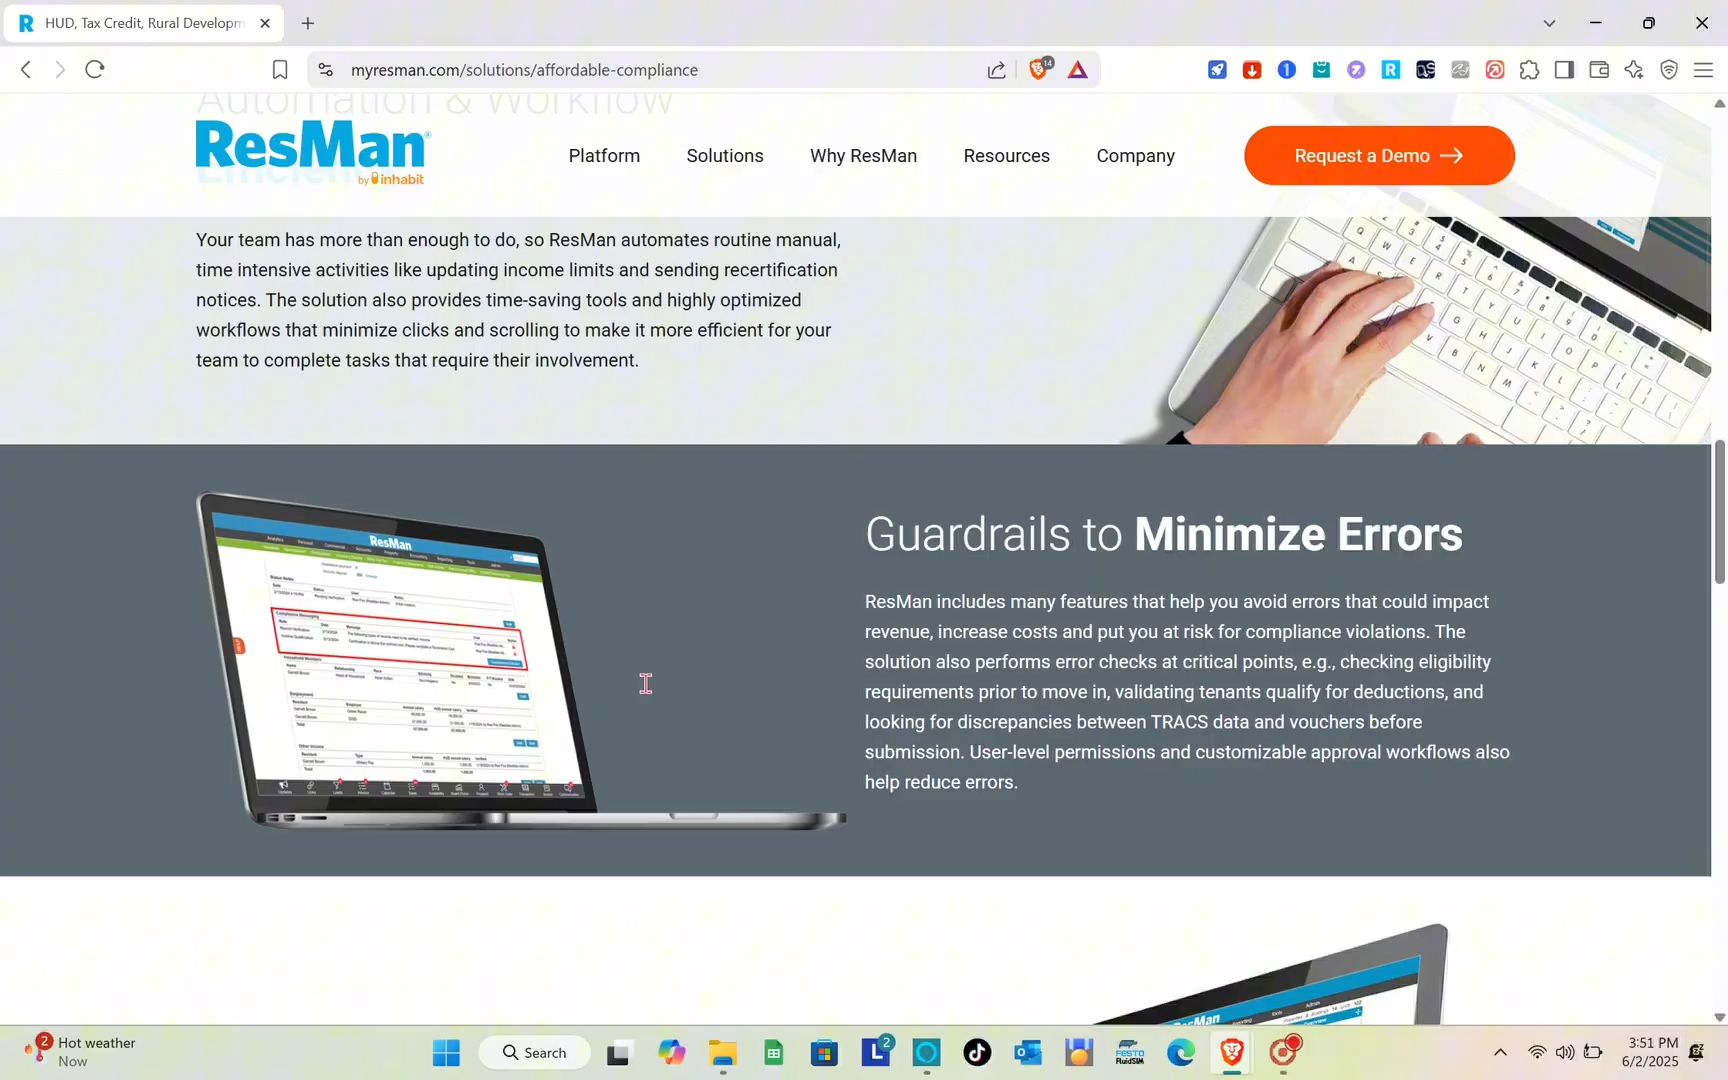 HUD, Tax Credit, Rural Developm
myresman.com/solutions/affordable-compliance
14
Automation & Workflow
ResMan
by inhabit
Platform
Solutions
Why ResMan
Resources
Company
Request a Demo
Your team has more than enough to do, so ResMan automates routine manual,
time intensive activities like updating income limits and sending recertification
notices. The solution also provides time-saving tools and highly optimized
workflows that minimize clicks and scrolling to make it more efficient for your
team to complete tasks that require their involvement.
ResMan
Guardrails to Minimize Errors
ResMan includes many features that help you avoid errors that could impact
revenue, increase costs and put you at risk for compliance violations. The
solution also performs error checks at critical points, e.g., checking eligibility
requirements prior to move in, validating tenants qualify for deductions, and
looking for discrepancies between TRACS data and vouchers before
submission. User-level permissions and customizable approval workflows also
help reduce errors.
ResMan
2
Hot weather
Now
Search
2
FESTO
FluidSIM
3:51 PM
6/2/2025